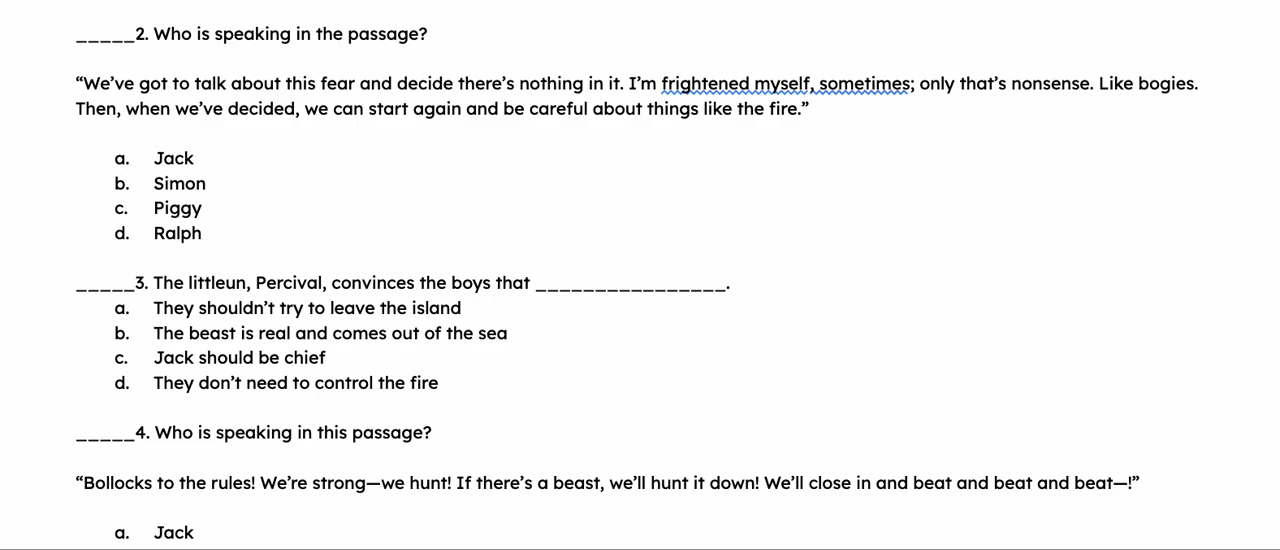 _____2. Who is speaking in the passage?
“We’ve got to talk about this fear and decide there’s nothing in it. I’m frightened myself, sometimes; only that’s nonsense. Like bogies.
Then, when we’ve decided, we can start again and be careful about things like the fire.”
a. Jack
b. Simon
c. Piggy
d. Ralph
_____3. The littleun, Percival, convinces the boys that ________________.
a. They shouldn’t try to leave the island
b. The beast is real and comes out of the sea
c. Jack should be chief
d. They don’t need to control the fire
_____4. Who is speaking in this passage?
“Bollocks to the rules! We’re strong—we hunt! If there’s a beast, we’ll hunt it down! We’ll close in and beat and beat and beat—!”
a. Jack